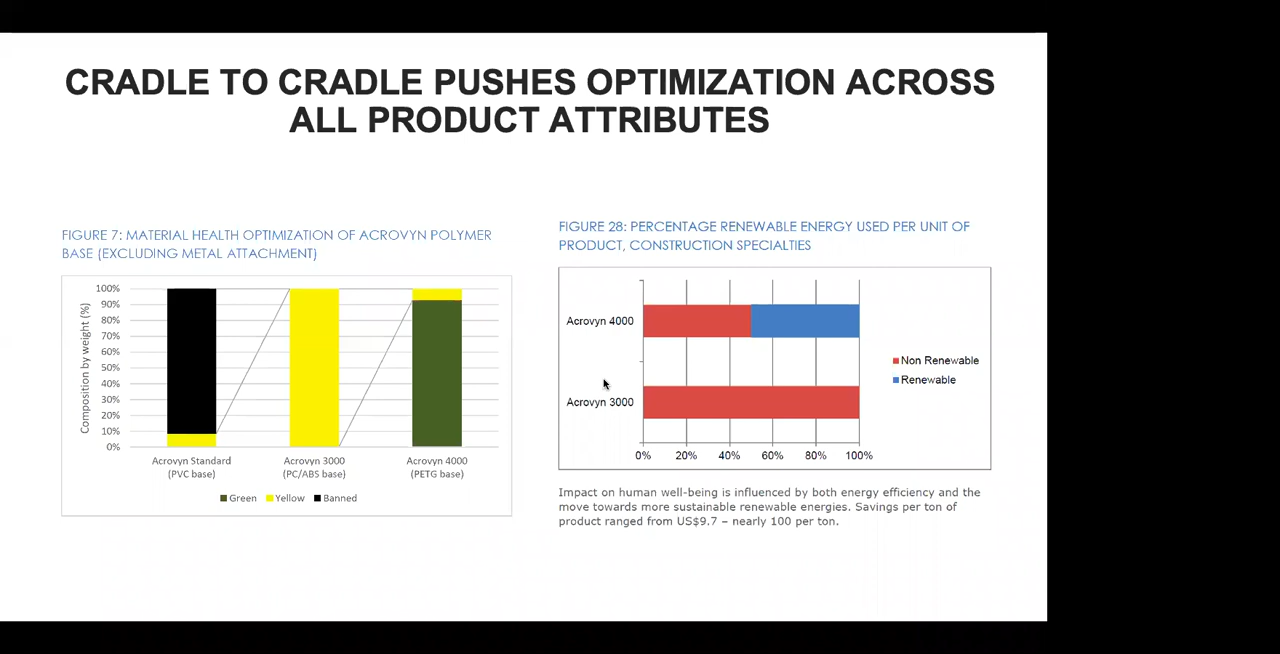 CRADLE TO CRADLE PUSHES OPTIMIZATION ACROSS
ALL PRODUCT ATTRIBUTES
FIGURE 7: MATERIAL HEALTH OPTIMIZATION OF ACROVYN POLYMER
BASE (EXCLUDING METAL ATTACHMENT)
Composition by weight (%)
100%
90%
80%
70%
60%
50%
40%
30%
20%
10%
0%
Acrovyn Standard
(PVC base)
Acrovyn 3000
(PC/ABS base)
Acrovyn 4000
(PETG base)
Green Yellow Banned
FIGURE 28: PERCENTAGE RENEWABLE ENERGY USED PER UNIT OF
PRODUCT, CONSTRUCTION SPECIALTIES
Acrovyn 4000
Acrovyn 3000
0% 20% 40% 60% 80% 100%
Non Renewable
Renewable
Impact on human well-being is influenced by both energy efficiency and the
move towards more sustainable renewable energies. Savings per ton of
product ranged from US$9.7 – nearly 100 per ton.